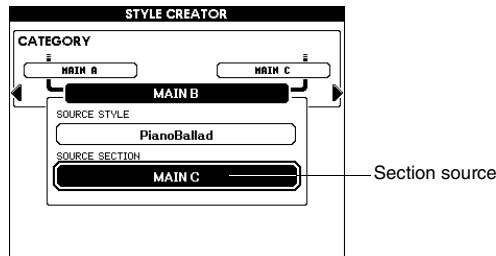 STYLE CREATOR
CATEGORY
MAIN A
MAIN C
MAIN B
SOURCE STYLE
PianoBallad
SOURCE SECTION
MAIN C
Section source